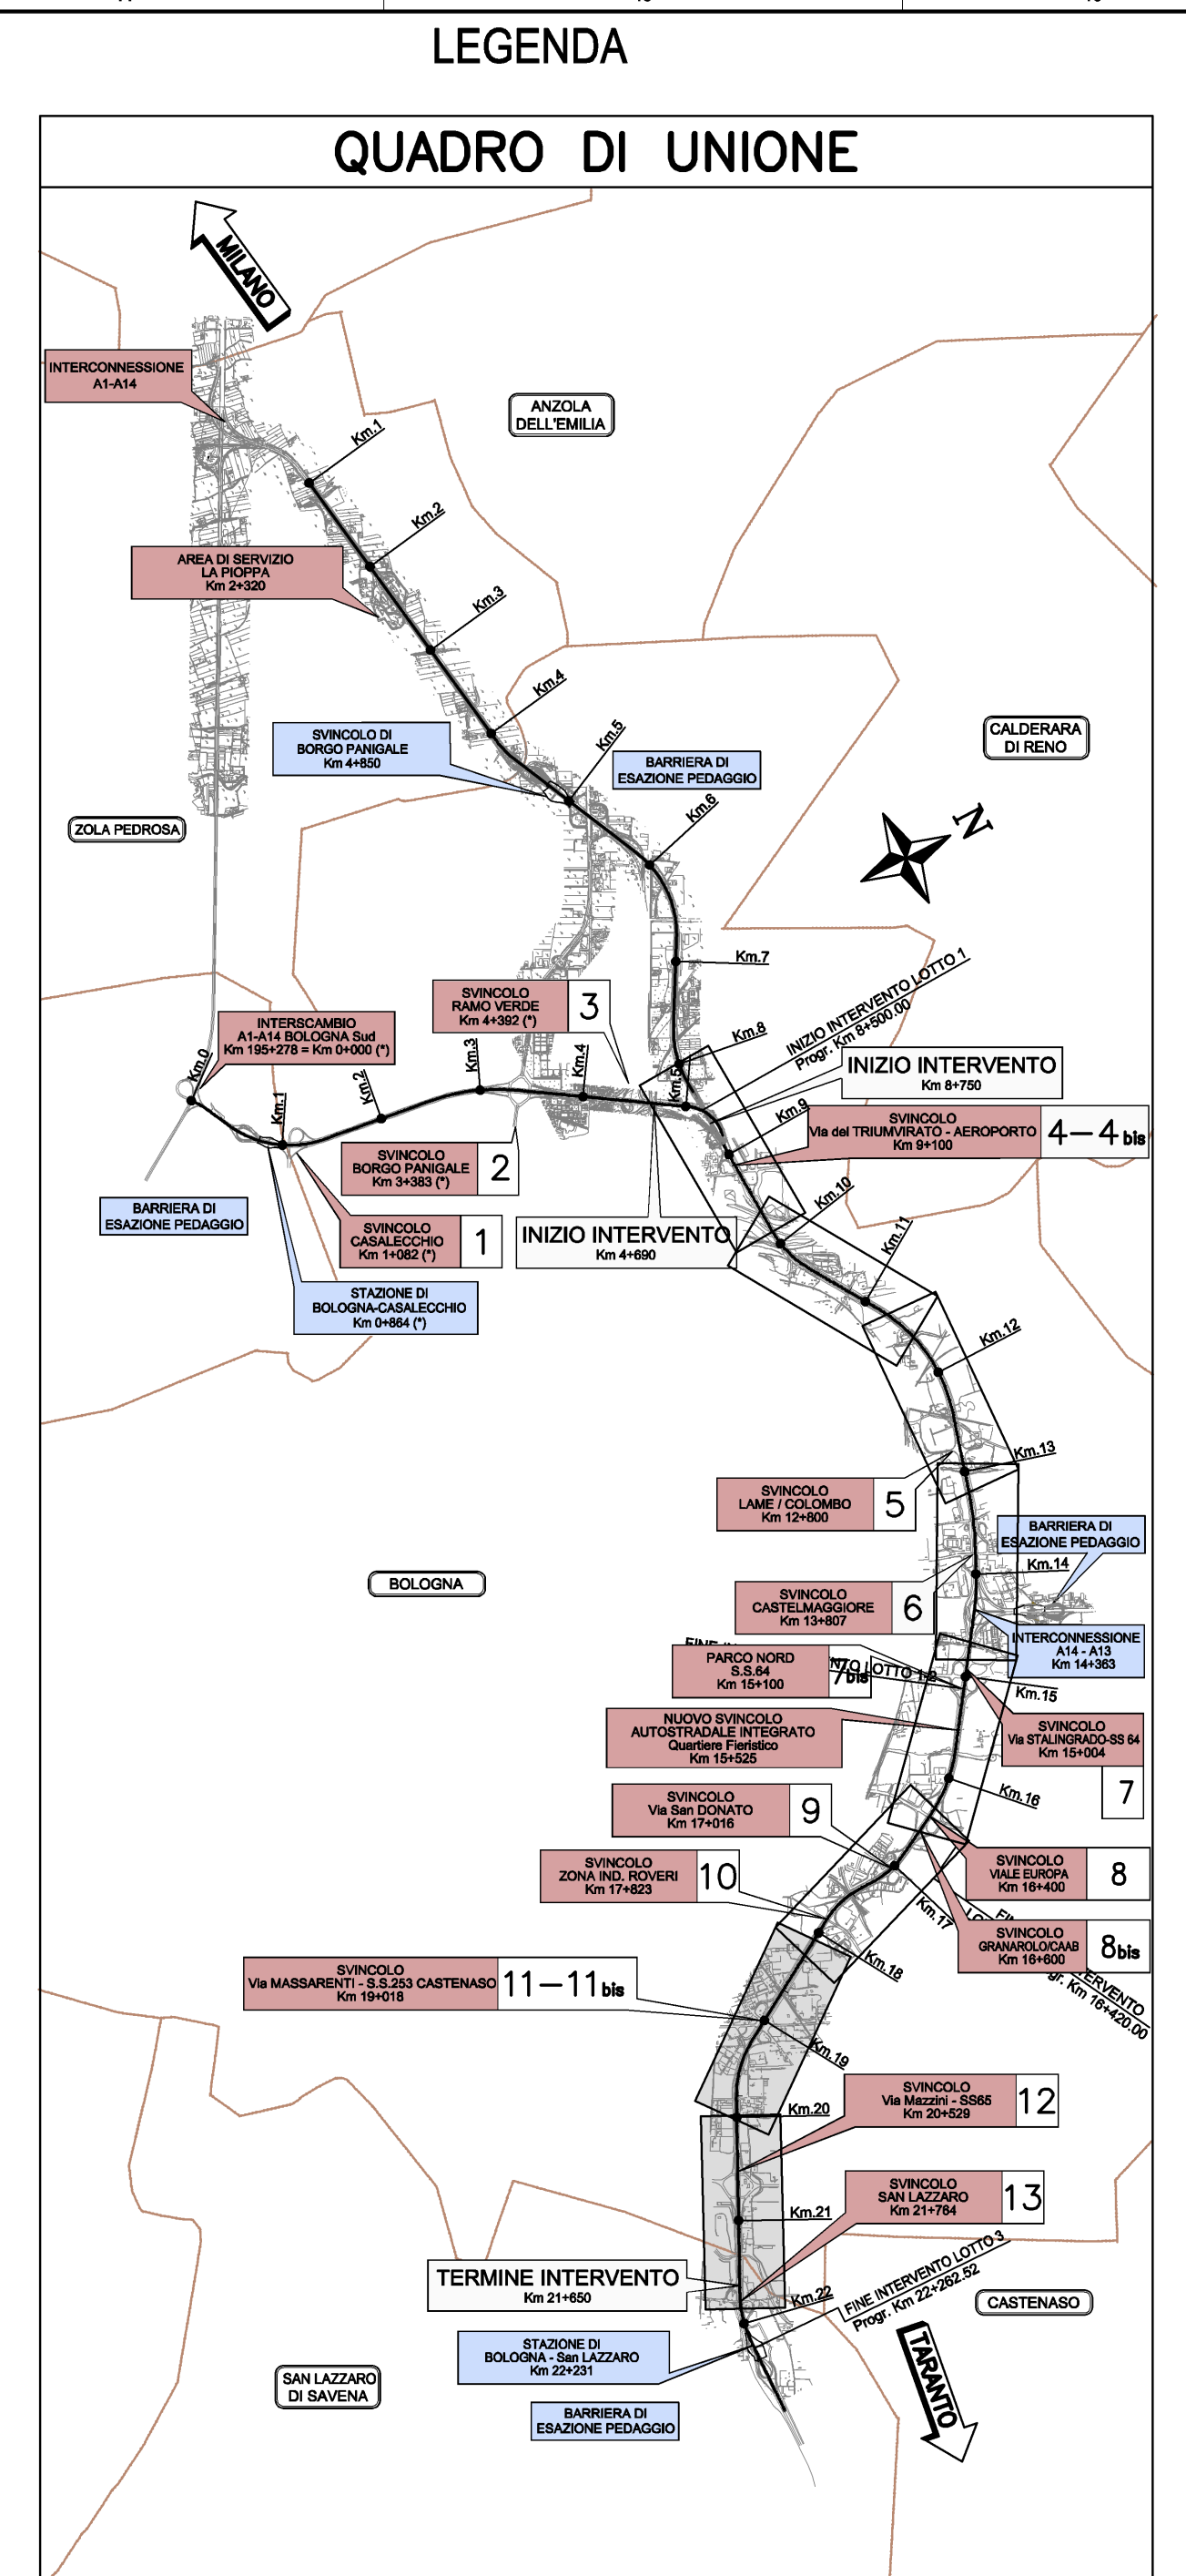 LEGENDA
QUADRO DI UNIONE
MILANO
INTERCONNESSIONE
A1-A14
ANZOLA
DELL'EMILIA
Km.1
Km.2
AREA DI SERVIZIO
LA PIOPPA
Km 2+320
Km.3
Km.4
SVINCOLO DI
BORGO PANIGALE
Km 4+850
Km.5
BARRIERA DI
ESAZIONE PEDAGGIO
CALDERARA
DI RENO
Km.6
ZOLA PEDROSA
N
Km.7
INIZIO INTERVENTO LOTTO 1
Progr. Km 8+500.00
SVINCOLO
RAMO VERDE
Km 4+392 (*)
3
INTERSCAMBIO
A1-A14 BOLOGNA Sud
Km 195+278 = Km 0+000 (*)
Km.0
Km.1
Km.2
Km.3
Km.4
Km.5
Km.8
INIZIO INTERVENTO
Km 8+750
Km.9
SVINCOLO
Via del TRIUMVIRATO - AEROPORTO
Km 9+100
4-4 bis
SVINCOLO
BORGO PANIGALE
Km 3+383 (*)
2
BARRIERA DI
ESAZIONE PEDAGGIO
SVINCOLO
CASALECCHIO
Km 1+082 (*)
1
INIZIO INTERVENTO
Km 4+690
Km.10
Km.11
STAZIONE DI
BOLOGNA-CASALECCHIO
Km 0+864 (*)
Km.12
Km.13
SVINCOLO
LAME / COLOMBO
Km 12+800
5
BARRIERA DI
ESAZIONE PEDAGGIO
Km.14
BOLOGNA
SVINCOLO
CASTELMAGGIORE
Km 13+807
6
INTERCONNESSIONE
A14 - A13
Km 14+363
PARCO NORD
S.S.64
Km 15+100
7bis
LOTTO 1-2
Km.15
NUOVO SVINCOLO
AUTOSTRADALE INTEGRATO
Quartiere Fieristico
Km 15+525
SVINCOLO
Via STALINGRADO-SS 64
Km 15+004
7
Km.16
SVINCOLO
Via San DONATO
Km 17+016
9
SVINCOLO
ZONA IND. ROVERI
Km 17+823
10
SVINCOLO
VIALE EUROPA
Km 16+400
8
Km.17
SVINCOLO
GRANAROLO/CAAB
Km 16+600
8bis
Km 16+420.00
Km.18
SVINCOLO
Via MASSARENTI - S.S.253 CASTENASO
Km 19+018
11-11 bis
Km.19
SVINCOLO
Via Mazzini - SS65
Km 20+529
12
Km.20
SVINCOLO
SAN LAZZARO
Km 21+764
13
Km.21
TERMINE INTERVENTO
Km 21+650
Km.22
FINE INTERVENTO LOTTO 3
Progr. Km 22+262.52
CASTENASO
STAZIONE DI
BOLOGNA - San LAZZARO
Km 22+231
SAN LAZZARO
DI SAVENA
TARANTO
BARRIERA DI
ESAZIONE PEDAGGIO